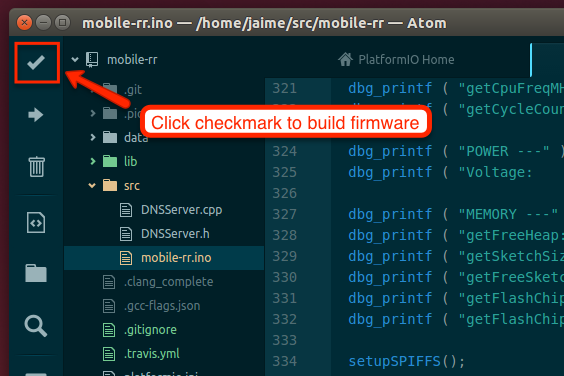 mobile-rr.ino — /home/jaime/src/mobile-rr — Atom
mobile-rr
PlatformIO Home
.git
.pio
data
lib
src
DNSServer.cpp
DNSServer.h
mobile-rr.ino
.clang_complete
.gcc-flags.json
.gitignore
.travis.yml
platformio.ini
Click checkmark to build firmware
321 dbg_printf ( "getCpuFreqMH
dbg_printf ( "getCycleCoun
324 dbg_printf ( "POWER ---" )
325 dbg_printf ( "Voltage:
326
327 dbg_printf ( "MEMORY ---"
328 dbg_printf ( "getFreeHeap:
329 dbg_printf ( "getSketchSiz
330 dbg_printf ( "getFreeSketc
331 dbg_printf ( "getFlashChip
332 dbg_printf ( "getFlashChip
333
334 setupSPIFFS();